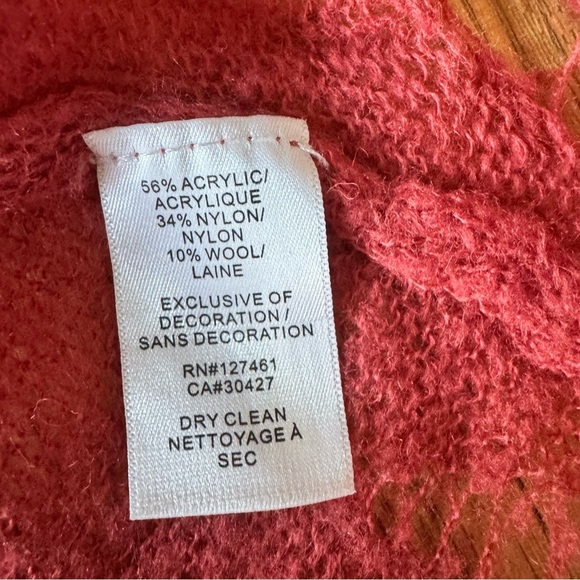 56% ACRYLIC/
ACRYLIQUE
34% NYLON/
NYLON
10% WOOL/
LAINE
EXCLUSIVE OF
DECORATION /
SANS DECORATION
RN#127461
CA#30427
DRY CLEAN
NETTOYAGE À
SEC